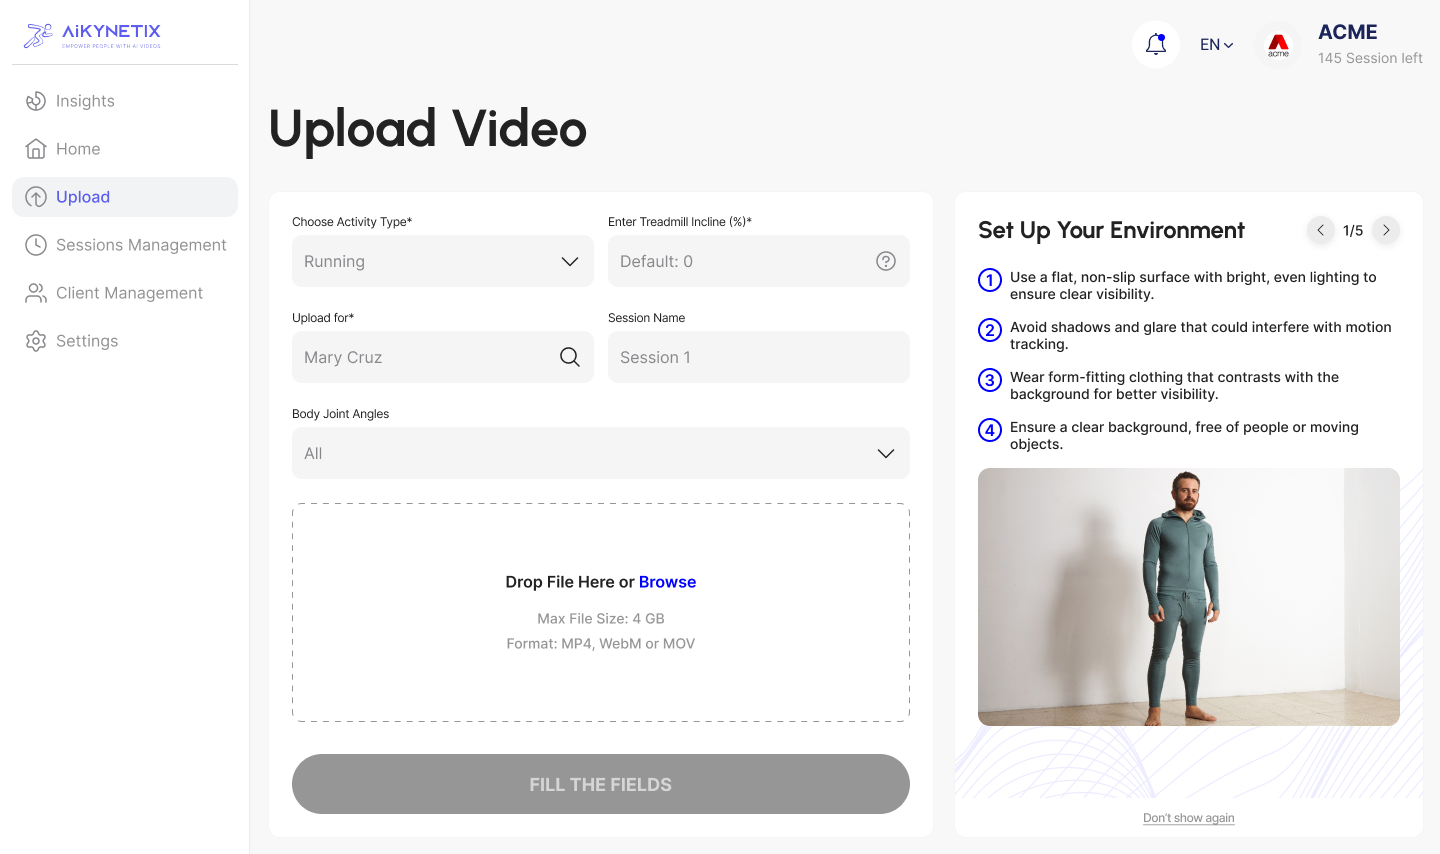 AiKYNETIX
EMPOWER PEOPLE WITH AI VIDEOS
Insights
Home
Upload
Sessions Management
Client Management
Settings
EN
acme
ACME
145 Session left
Upload Video
Choose Activity Type*
Running
Enter Treadmill Incline (%)*
Default: 0
Upload for*
Mary Cruz
Session Name
Session 1
Body Joint Angles
All
Drop File Here or Browse
Max File Size: 4 GB
Format: MP4, WebM or MOV
FILL THE FIELDS
Set Up Your Environment
1/5
1 Use a flat, non-slip surface with bright, even lighting to
ensure clear visibility.
2 Avoid shadows and glare that could interfere with motion
tracking.
3 Wear form-fitting clothing that contrasts with the
background for better visibility.
4 Ensure a clear background, free of people or moving
objects.
Don't show again